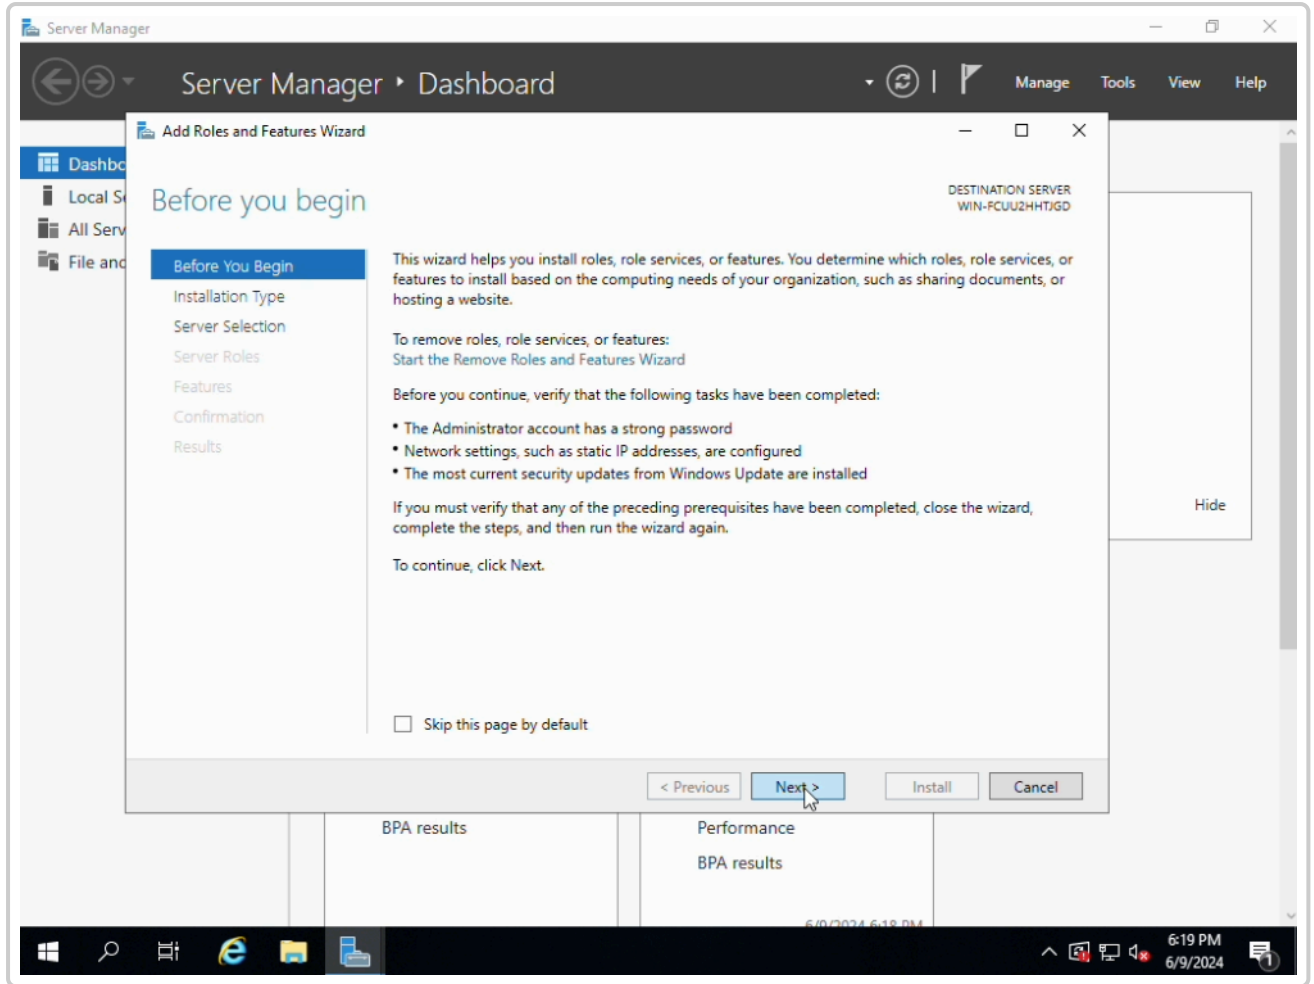 Server Manager
Server Manager ‣ Dashboard
Manage Tools View Help
Add Roles and Features Wizard
Before you begin
DESTINATION SERVER
WIN-FCUU2HHTJGD
Before You Begin
Installation Type
Server Selection
Server Roles
Features
Confirmation
Results
This wizard helps you install roles, role services, or features. You determine which roles, role services, or
features to install based on the computing needs of your organization, such as sharing documents, or
hosting a website.
To remove roles, role services, or features:
Start the Remove Roles and Features Wizard
Before you continue, verify that the following tasks have been completed:
• The Administrator account has a strong password
• Network settings, such as static IP addresses, are configured
• The most current security updates from Windows Update are installed
If you must verify that any of the preceding prerequisites have been completed, close the wizard,
complete the steps, and then run the wizard again.
To continue, click Next.
Skip this page by default
< Previous Next > Install Cancel
Dashbo
Local Se
All Serv
File and
Hide
BPA results
Performance
BPA results
6/9/2024 6:18 PM
6:19 PM
6/9/2024
1